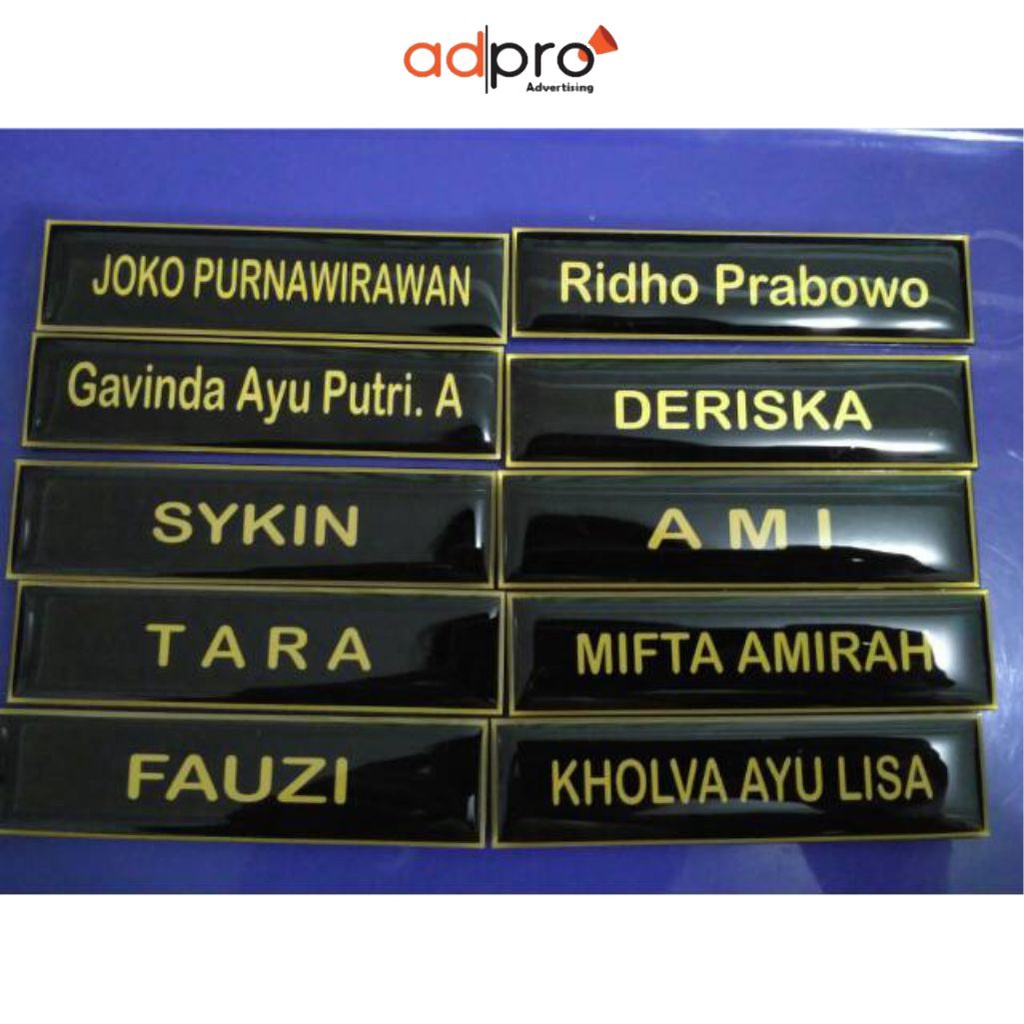 adpro
Advertising
JOKO PURNAWIRAWAN
Ridho Prabowo
Gavinda Ayu Putri. A
DERISKA
SYKIN
A M I
T A R A
MIFTA AMIRAH
FAUZI
KHOLVA AYU LISA